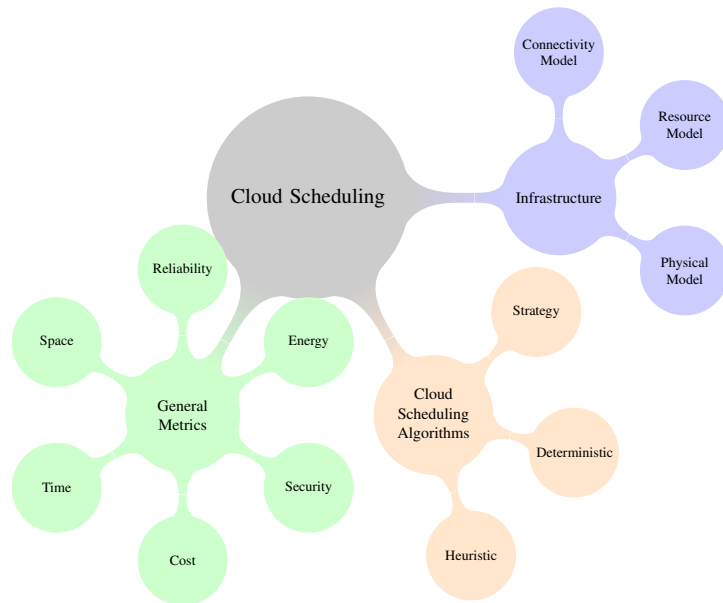 Connectivity
Model
Resource
Model
Cloud Scheduling
Infrastructure
Physical
Model
Reliability
Strategy
Space
Energy
General
Metrics
Cloud
Scheduling
Algorithms
Deterministic
Time
Security
Cost
Heuristic